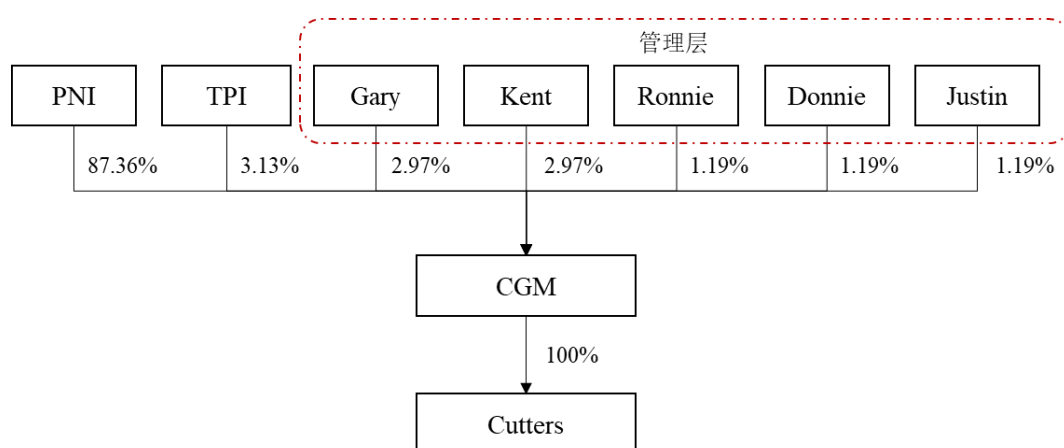 管理层
PNI TPI Gary Kent Ronnie Donnie Justin
87.36% 3.13% 2.97% 2.97% 1.19% 1.19% 1.19%
CGM
100%
Cutters